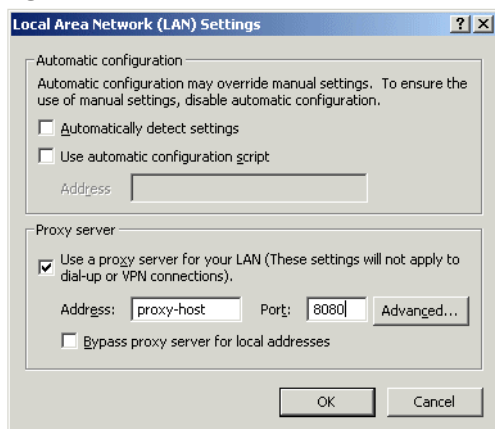 Local Area Network (LAN) Settings
Automatic configuration
Automatic configuration may override manual settings. To ensure the
use of manual settings, disable automatic configuration.
Automatically detect settings
Use automatic configuration script
Address
Proxy server
Use a proxy server for your LAN (These settings will not apply to
dial-up or VPN connections).
Address: proxy-host Port: 8080 Advanced...
Bypass proxy server for local addresses
OK Cancel